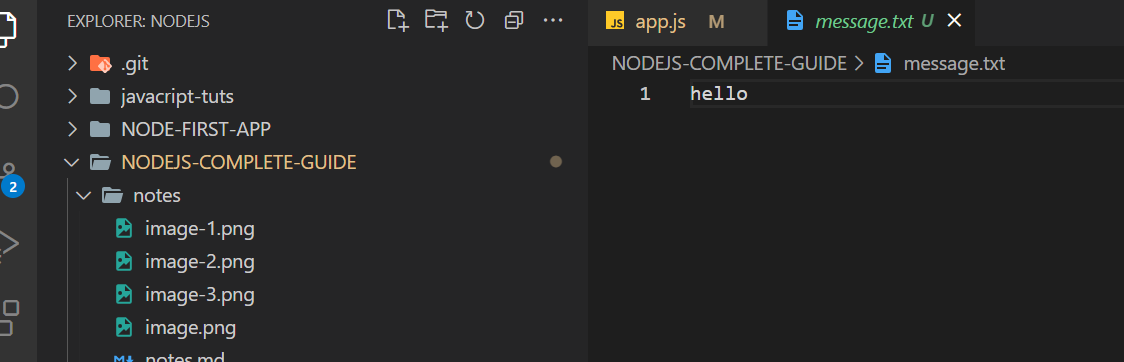 EXPLORER: NODEJS
.git
javacript-tuts
NODE-FIRST-APP
NODEJS-COMPLETE-GUIDE
notes
image-1.png
image-2.png
image-3.png
image.png
notes.md
2
JS app.js M
message.txt U
NODEJS-COMPLETE-GUIDE > message.txt
1 hello